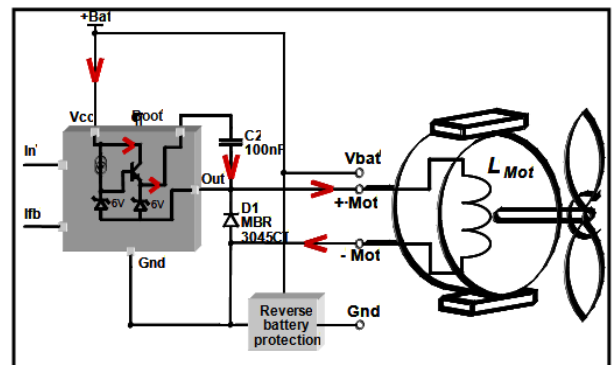 +Bat
Vcc
Boot
C2
100nF
In
Out
Vbat
LMot
+Mot
6V
6V
D1
MBR
3045CT
Ifb
- Mot
Gnd
Reverse
battery
protection
Gnd